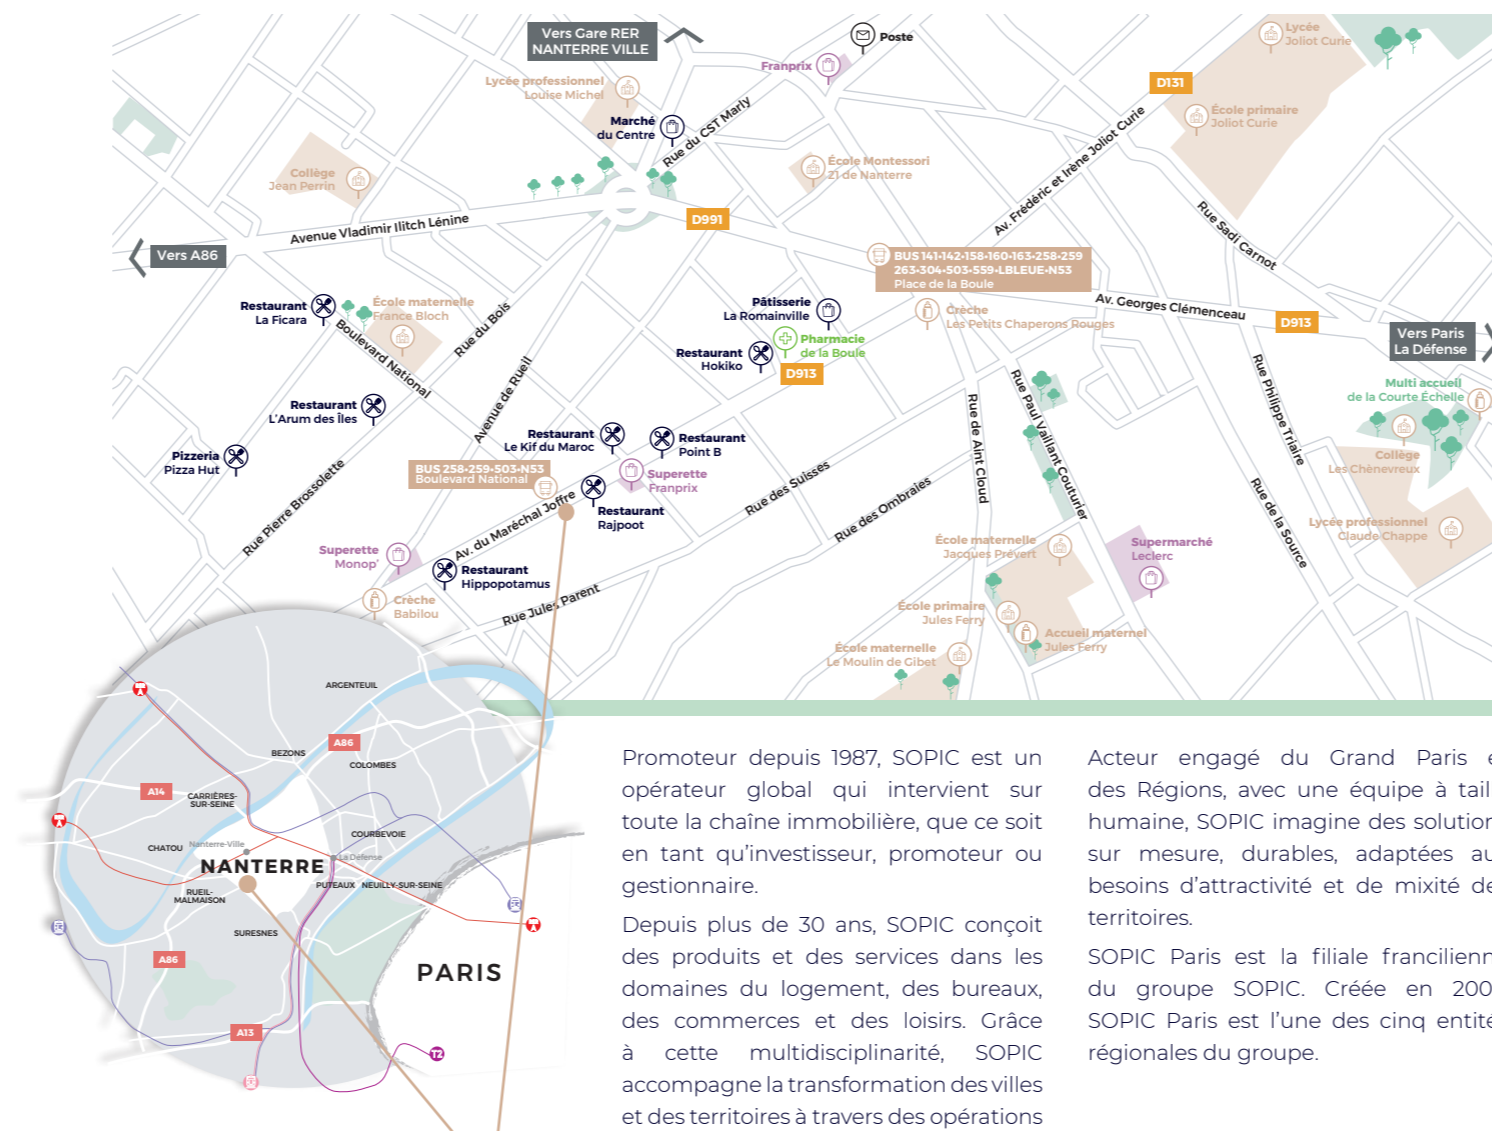 Vers Gare RER
NANTERRE VILLE
Poste
Franprix
Lycée
Joliot Curie
Lycée professionnel
Louise Michel
D131
École primaire
Joliot Curie
Marché
du Centre
Rue du CST Marly
Av. Frédéric et Irène Joliot Curie
École Montessori
21 de Nanterre
Collège
Jean Perrin
Avenue Vladimir Ilitch Lénine
D991
Rue Sadi Carnot
Vers A86
BUS 141-142-158-160-163-258-259
263-304-503-559-LBLEUE-N53
Place de la Boule
Restaurant
La Ficara
École maternelle
France Bloch
Boulevard National
Rue du Bois
Pâtisserie
La Romainville
Crèche
Les Petits Chaperons Rouges
Av. Georges Clémenceau
D913
Vers Paris
La Défense
Pharmacie
de la Boule
Restaurant
Hokiko
D913
Avenue de Rueil
Rue Paul Vaillant Couturier
Rue Philippe Triaire
Multi accueil
de la Courte Échelle
Restaurant
L'Arum des Îles
Rue de Aint Cloud
Restaurant
Le Kif du Maroc
Restaurant
Point B
Pizzeria
Pizza Hut
Collège
Les Chènevreux
BUS 258-259-503-N53
Boulevard National
Superette
Franprix
Rue des Suisses
Rue des Ombraies
Rue Pierre Brossolette
Restaurant
Rajpoot
Av. du Maréchal Joffre
Rue de la Source
Lycée professionnel
Claude Chappe
Superette
Monop'
École maternelle
Jacques Prévert
Supermarché
Leclerc
Restaurant
Hippopotamus
Crèche
Babilou
Rue Jules Parent
École primaire
Jules Ferry
Accueil maternel
Jules Ferry
École maternelle
Le Moulin de Gibet
ARGENTEUIL
A86
BEZONS
COLOMBES
A14
CARRIÈRES-
SUR-SEINE
COURBEVOIE
CHATOU
Nanterre-Ville
La Défense
NANTERRE
PUTEAUX
NEUILLY-SUR-SEINE
RUEIL-
MALMAISON
SURESNES
A86
PARIS
A13
T2
Promoteur depuis 1987, SOPIC est un
opérateur global qui intervient sur
toute la chaîne immobilière, que ce soit
en tant qu'investisseur, promoteur ou
gestionnaire.
Depuis plus de 30 ans, SOPIC conçoit
des produits et des services dans les
domaines du logement, des bureaux,
des commerces et des loisirs. Grâce
à cette multidisciplinarité, SOPIC
accompagne la transformation des villes
et des territoires à travers des opérations
Acteur engagé du Grand Paris
des Régions, avec une équipe à
humaine, SOPIC imagine des
sur mesure, durables, adaptées
besoins d'attractivité et de mixité
territoires.
SOPIC Paris est la filiale
du groupe SOPIC. Créée en
SOPIC Paris est l'une des cinq
régionales du groupe.